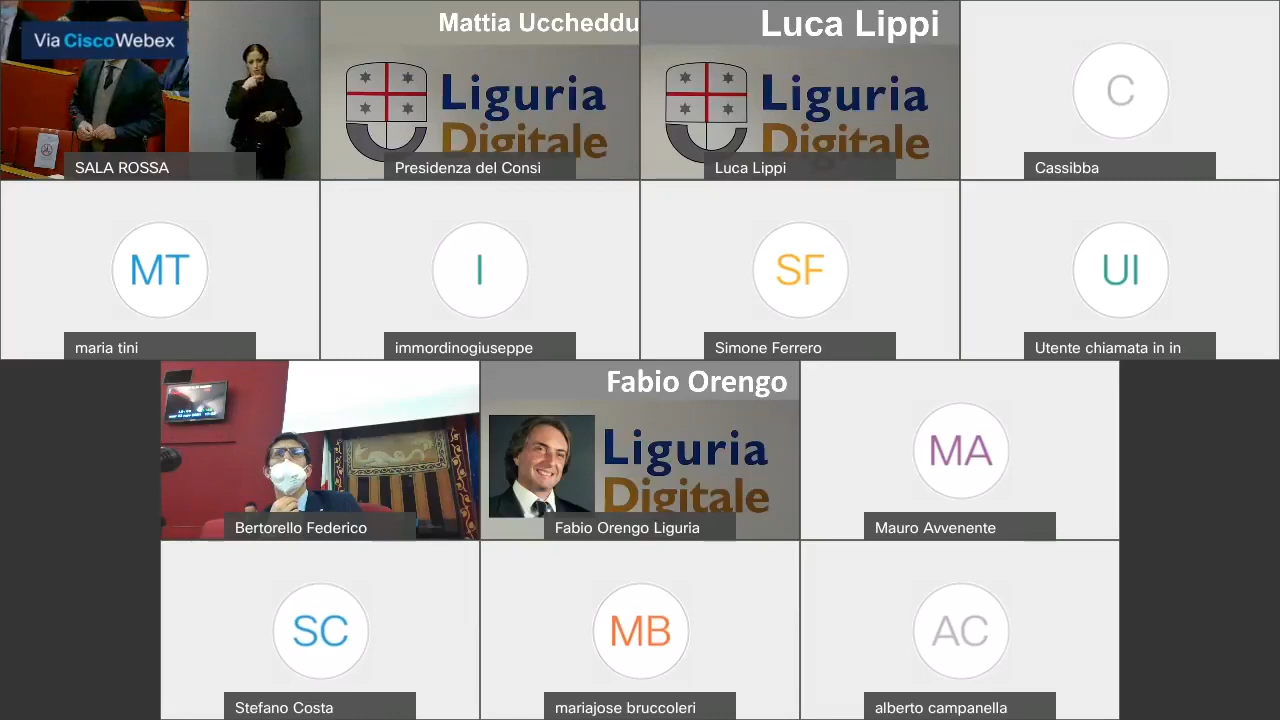 Via Cisco Webex
SALA ROSSA
Mattia Uccheddu
Liguria
Digitale
Presidenza del Consi
Luca Lippi
Liguria
Digitale
Luca Lippi
C
Cassibba
MT
maria tini
I
immordinogiuseppe
SF
Simone Ferrero
UI
Utente chiamata in in
Bertorello Federico
Fabio Orengo
Liguria
Digitale
Fabio Orengo Liguria
MA
Mauro Avvenente
SC
Stefano Costa
MB
mariajose bruccoleri
AC
alberto campanella